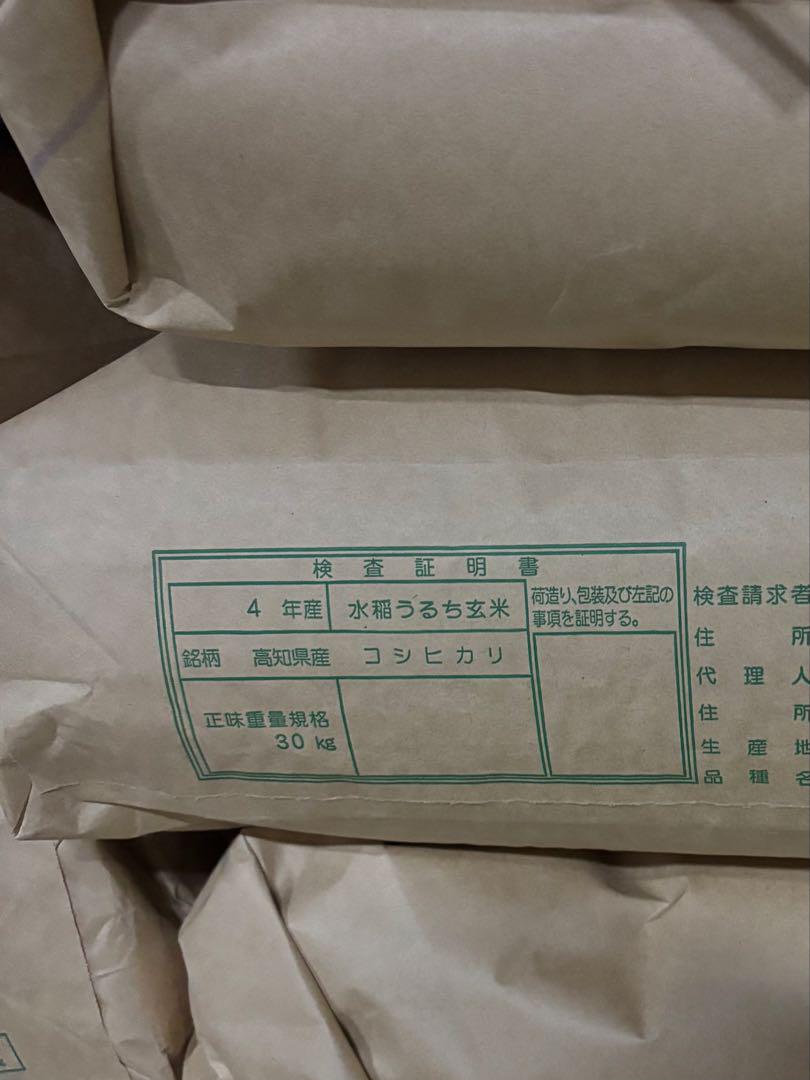 検査証明書
4 年産 水稲うるち玄米
荷造り、包装及び左記の
事項を証明する。
銘柄 高知県産 コシヒカリ
正味重量規格
30 kg
検査請求者
住所
代理人
住所
生産地
品種名